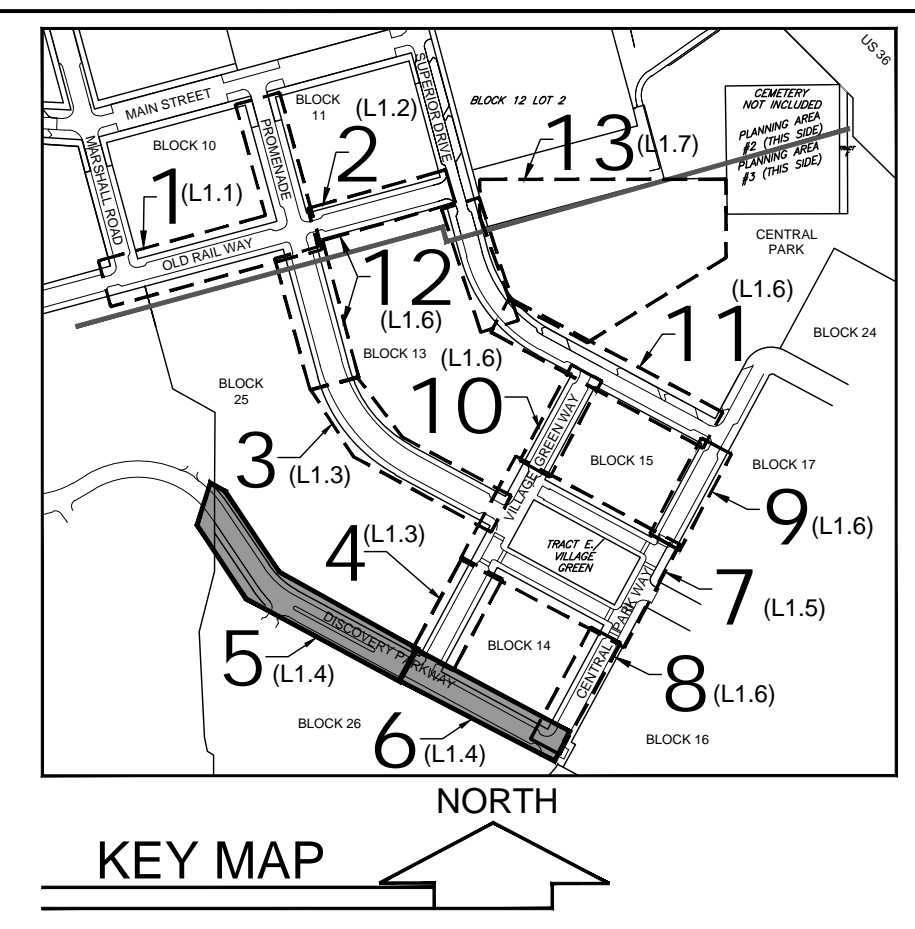 US 36
MAIN STREET
BLOCK
11
(L1.2)
SUPERIOR DRIVE
BLOCK 12 LOT 2
CEMETERY
NOT INCLUDED
PLANNING AREA
#2 (THIS SIDE)
PLANNING AREA
#3 (THIS SIDE)
MARSHALL ROAD
BLOCK 10
PROMENADE
2
13
(L1.7)
1
(L1.1)
OLD RAIL WAY
CENTRAL
PARK
12
(L1.6)
11
(L1.6)
BLOCK 24
BLOCK 13
(L1.6)
10
BLOCK
25
3
(L1.3)
VILLAGE GREEN WAY
BLOCK 15
BLOCK 17
9
(L1.6)
4
(L1.3)
TRACT E,
VILLAGE
GREEN
7
(L1.5)
CENTRAL PARK WAY
DISCOVERY PARKWAY
BLOCK 14
5
(L1.4)
8
(L1.6)
BLOCK 26
6
(L1.4)
BLOCK 16
NORTH
KEY MAP